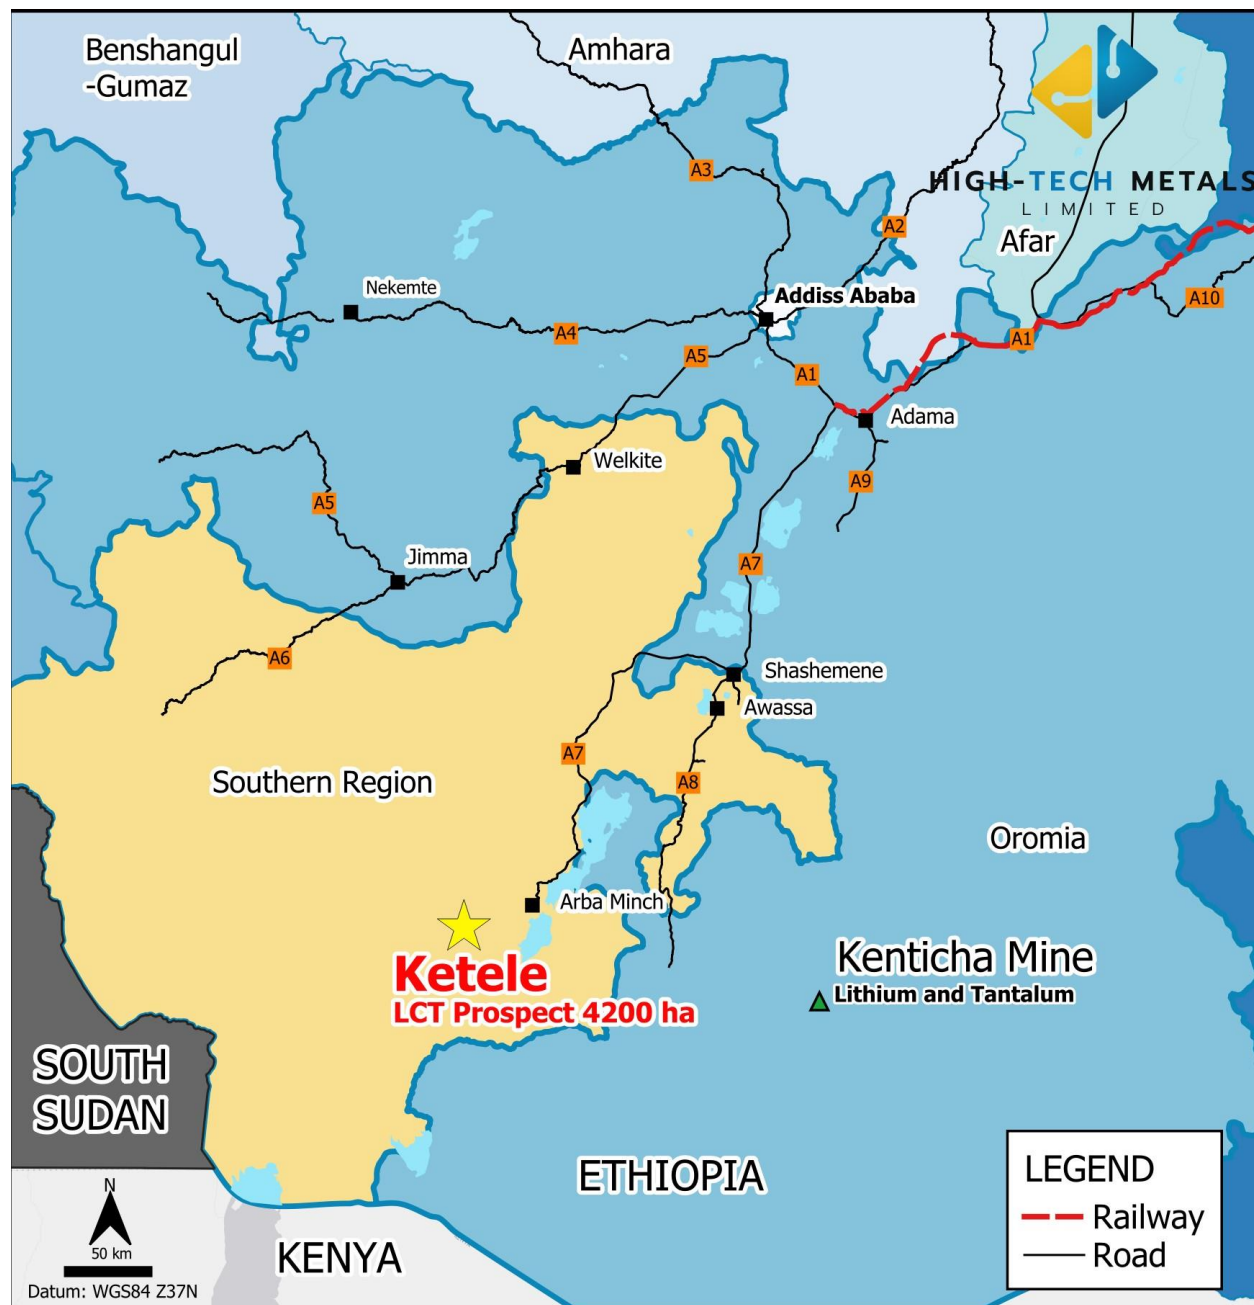 Benshangul
-Gumaz
Amhara
HIGH-TECH METALS
LIMITED
A3
A2
Afar
Nekemte
Addiss Ababa
A10
A4
A5
A1
A1
Adama
Welkite
A9
A5
Jimma
A7
A6
Shashemene
Awassa
A7
A8
Southern Region
Oromia
Arba Minch
Ketele
LCT Prospect 4200 ha
Kenticha Mine
Lithium and Tantalum
SOUTH
SUDAN
ETHIOPIA
KENYA
N
50 km
Datum: WGS84 Z37N
LEGEND
Railway
Road